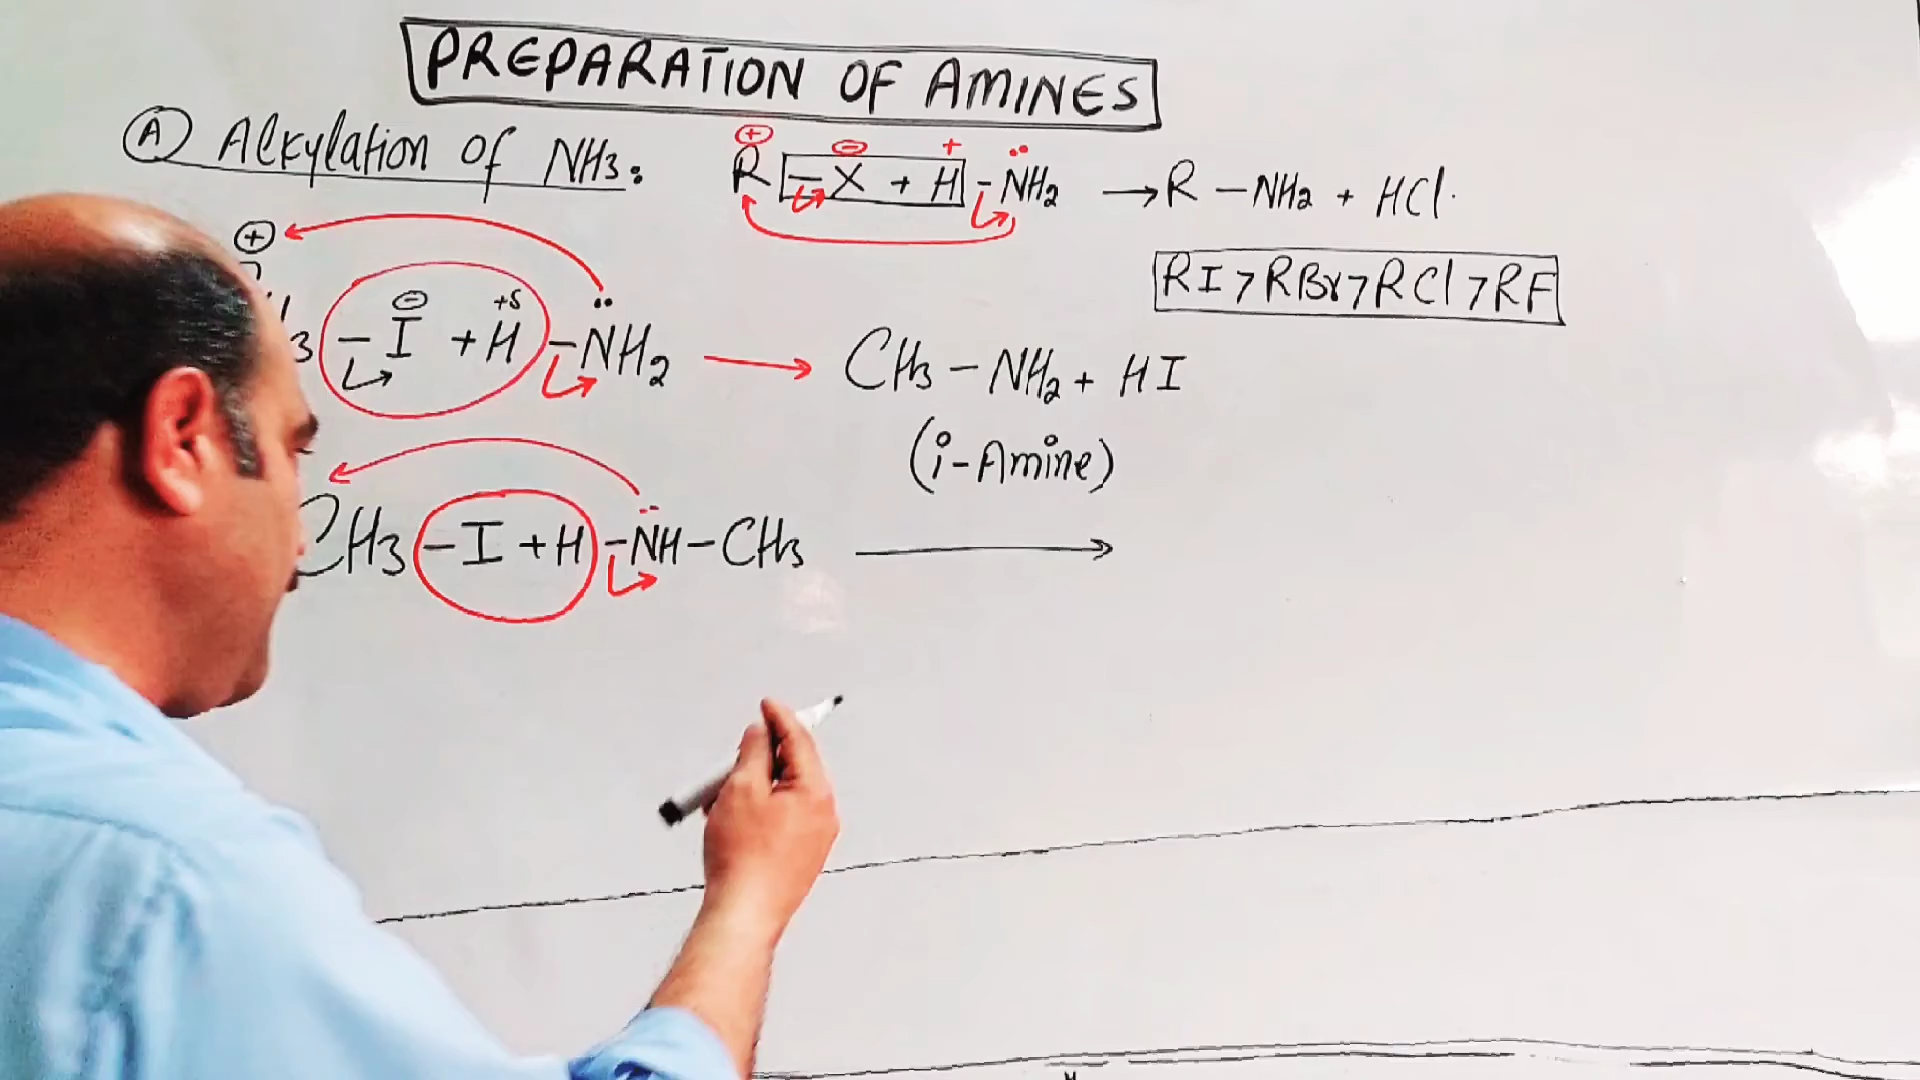 PREPARATION OF AMINES
(A) Alkylation of NH3: R - X + H - NH2 → R - NH2 + HCl.
RI > RBr > RCl > RF
3 - I + H - NH2 → CH3 - NH2 + HI
(i-Amine)
CH3 - I + H - NH - CH3 →